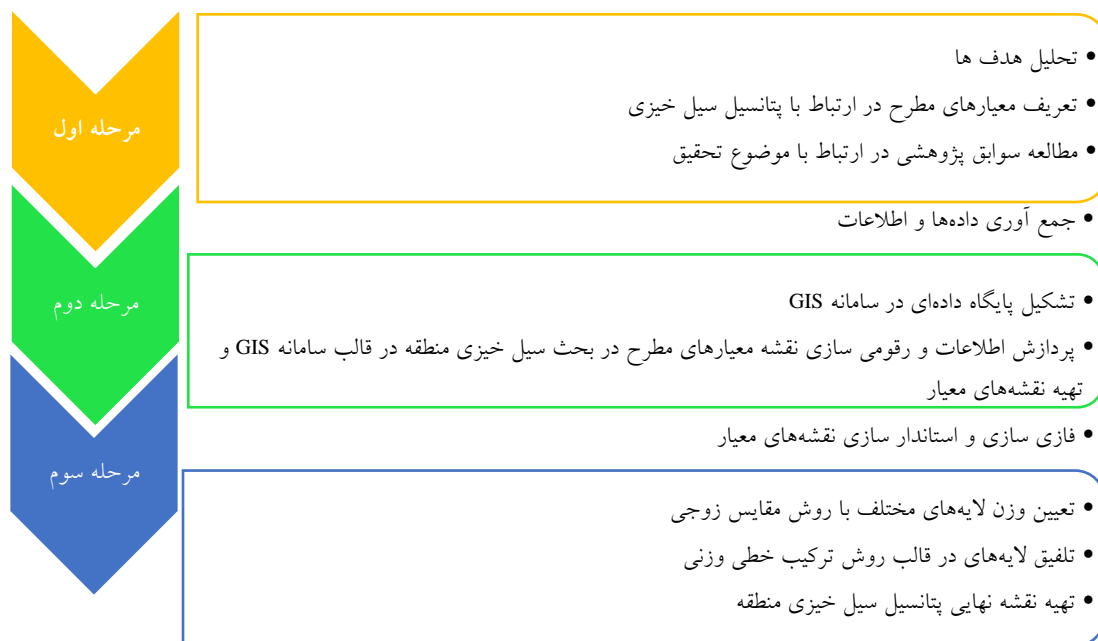 مرحله اول
• تحلیل هدف ها
• تعریف معیارهای مطرح در ارتباط با پتانسیل سیل خیزی
• مطالعه سوابق پژوهشی در ارتباط با موضوع تحقیق
• جمع آوری داده‌ها و اطلاعات
مرحله دوم
• تشکیل پایگاه داده‌ای در سامانه GIS
• پردازش اطلاعات و رقومی سازی نقشه معیارهای مطرح در بحث سیل خیزی منطقه در قالب سامانه GIS و
تهیه نقشه‌های معیار
• فازی سازی و استاندار سازی نقشه‌های معیار
مرحله سوم
• تعیین وزن لایه‌های مختلف با روش مقایس زوجی
• تلفیق لایه‌های در قالب روش ترکیب خطی وزنی
• تهیه نقشه نهایی پتانسیل سیل خیزی منطقه